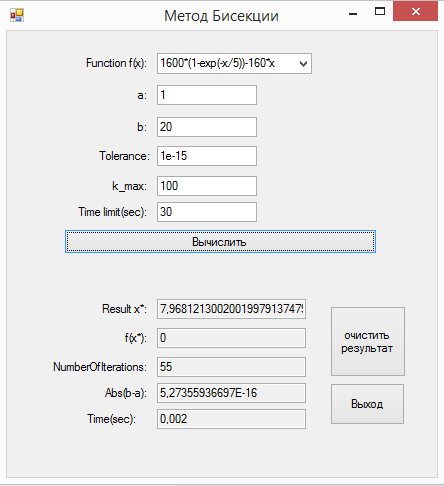 Метод Бисекции
Function f(x): 1600*(1-exp(-x/5))-160*x
a: 1
b: 20
Tolerance: 1e-15
k_max: 100
Time limit(sec): 30
Вычислить
Result x*: 7,9681213002001997913747
f(x*): 0
очистить
результат
NumberOfIterations: 55
Abs(b-a): 5,27355936697E-16
Выход
Time(sec): 0,002